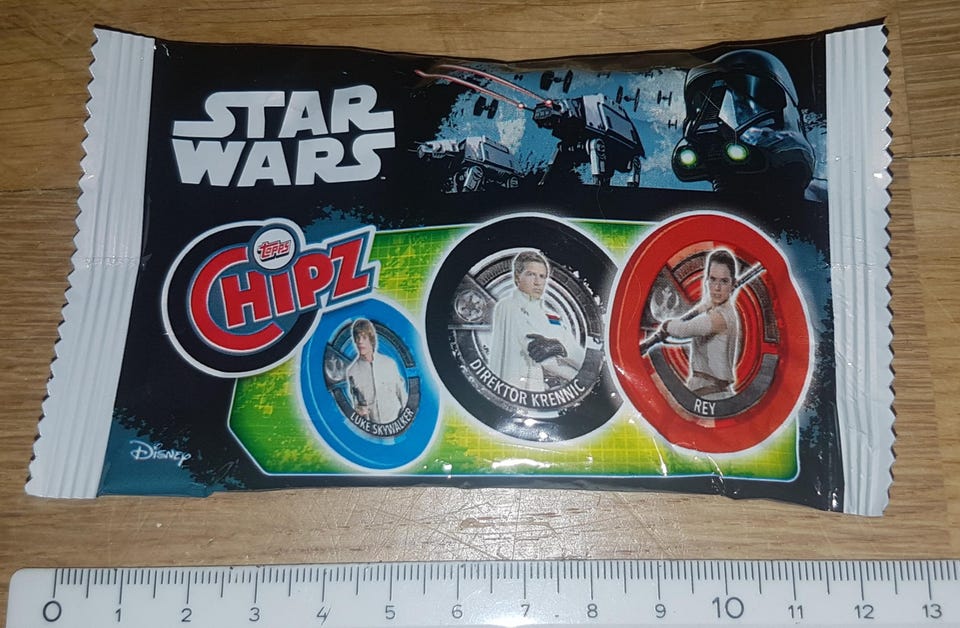 STAR
WARS
TOPPS
CHIPZ
LUKE SKYWALKER
DIREKTOR KRENNIC
REY
DISNEY
0 1 2 3 4 5 6 7 8 9 10 11 12 13